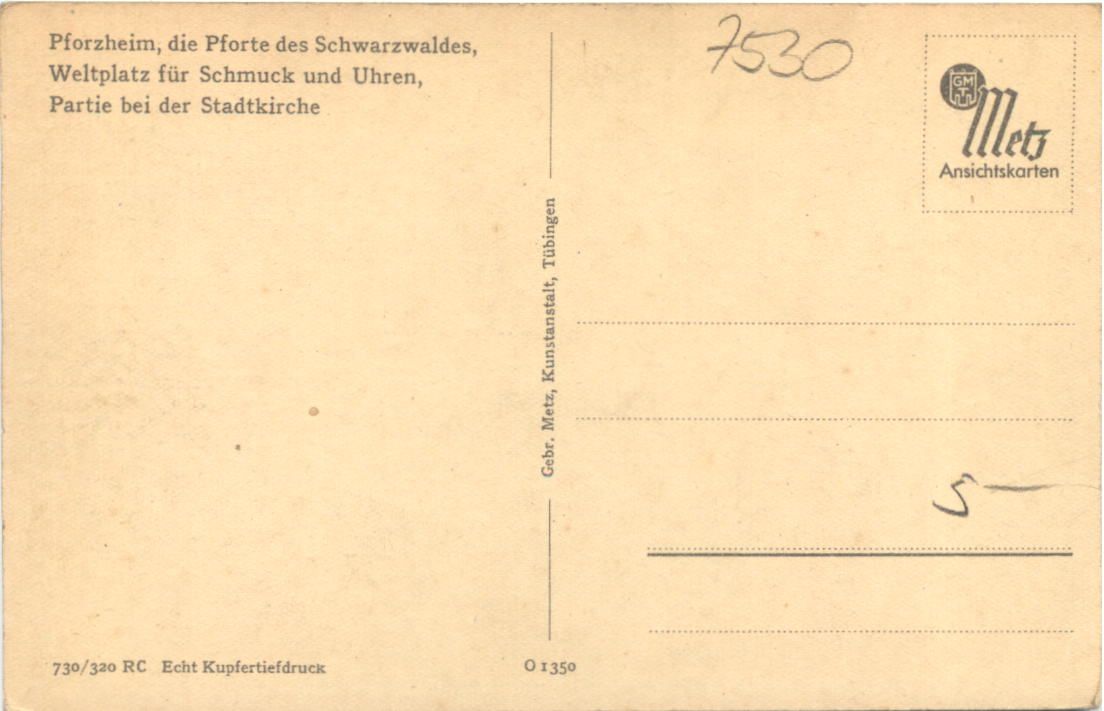 Pforzheim, die Pforte des Schwarzwaldes,
Weltplatz für Schmuck und Uhren,
Partie bei der Stadtkirche
7530
GM
T
Metz
Ansichtskarten
Gebr. Metz, Kunstanstalt, Tübingen
5—
730/320 RC Echt Kupfertiefdruck
O 1350